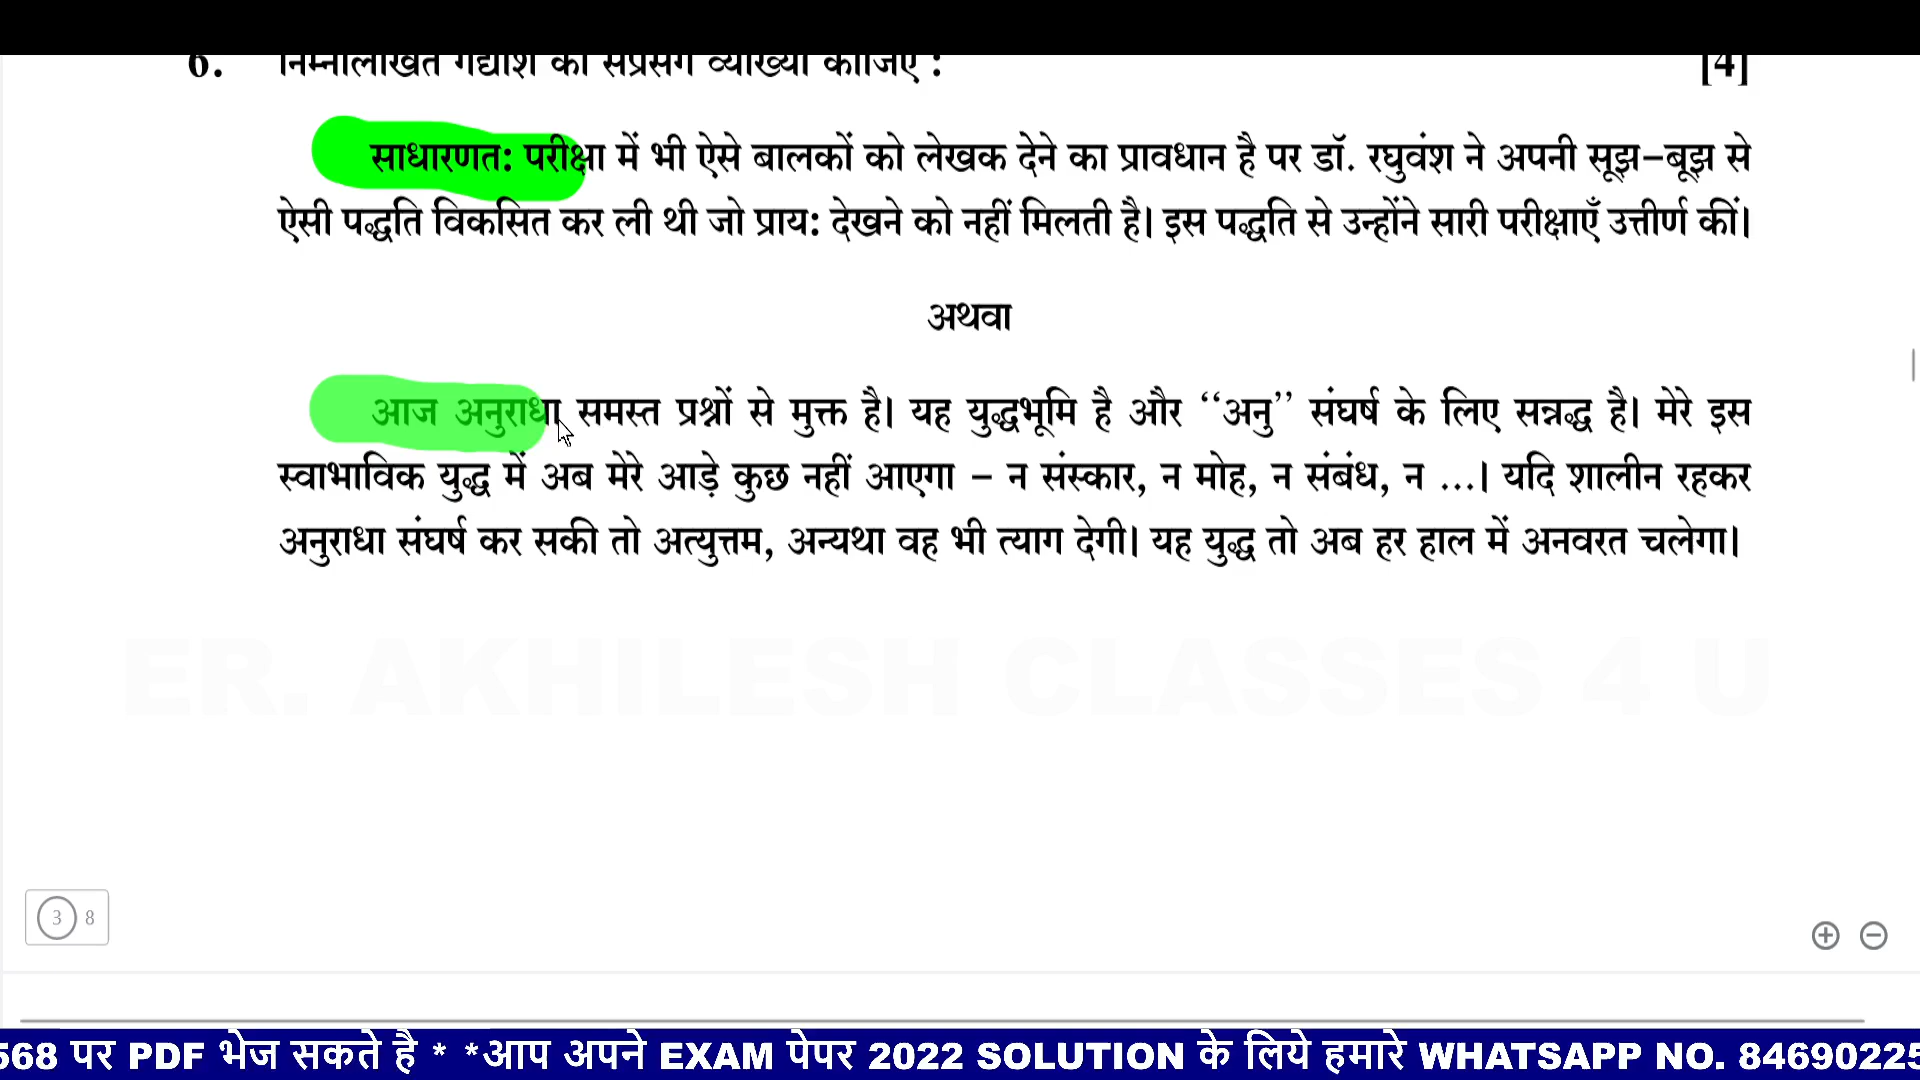 6. निम्नलिखित गद्यांश की सप्रसंग व्याख्या कीजिए : [4]
साधारणत: परीक्षा में भी ऐसे बालकों को लेखक देने का प्रावधान है पर डॉ. रघुवंश ने अपनी सूझ-बूझ से
ऐसी पद्धति विकसित कर ली थी जो प्राय: देखने को नहीं मिलती है। इस पद्धति से उन्होंने सारी परीक्षाएँ उत्तीर्ण कीं।
अथवा
आज अनुराधा समस्त प्रश्नों से मुक्त है। यह युद्धभूमि है और ‘‘अनु’’ संघर्ष के लिए सन्नद्ध है। मेरे इस
स्वाभाविक युद्ध में अब मेरे आड़े कुछ नहीं आएगा – न संस्कार, न मोह, न संबंध, न ...। यदि शालीन रहकर
अनुराधा संघर्ष कर सकी तो अत्युत्तम, अन्यथा वह भी त्याग देगी। यह युद्ध तो अब हर हाल में अनवरत चलेगा।
ER. AKHILESH CLASSES 4 U
3 8
568 पर PDF भेज सकते है * *आप अपने EXAM पेपर 2022 SOLUTION के लिये हमारे WHATSAPP NO. 84690225